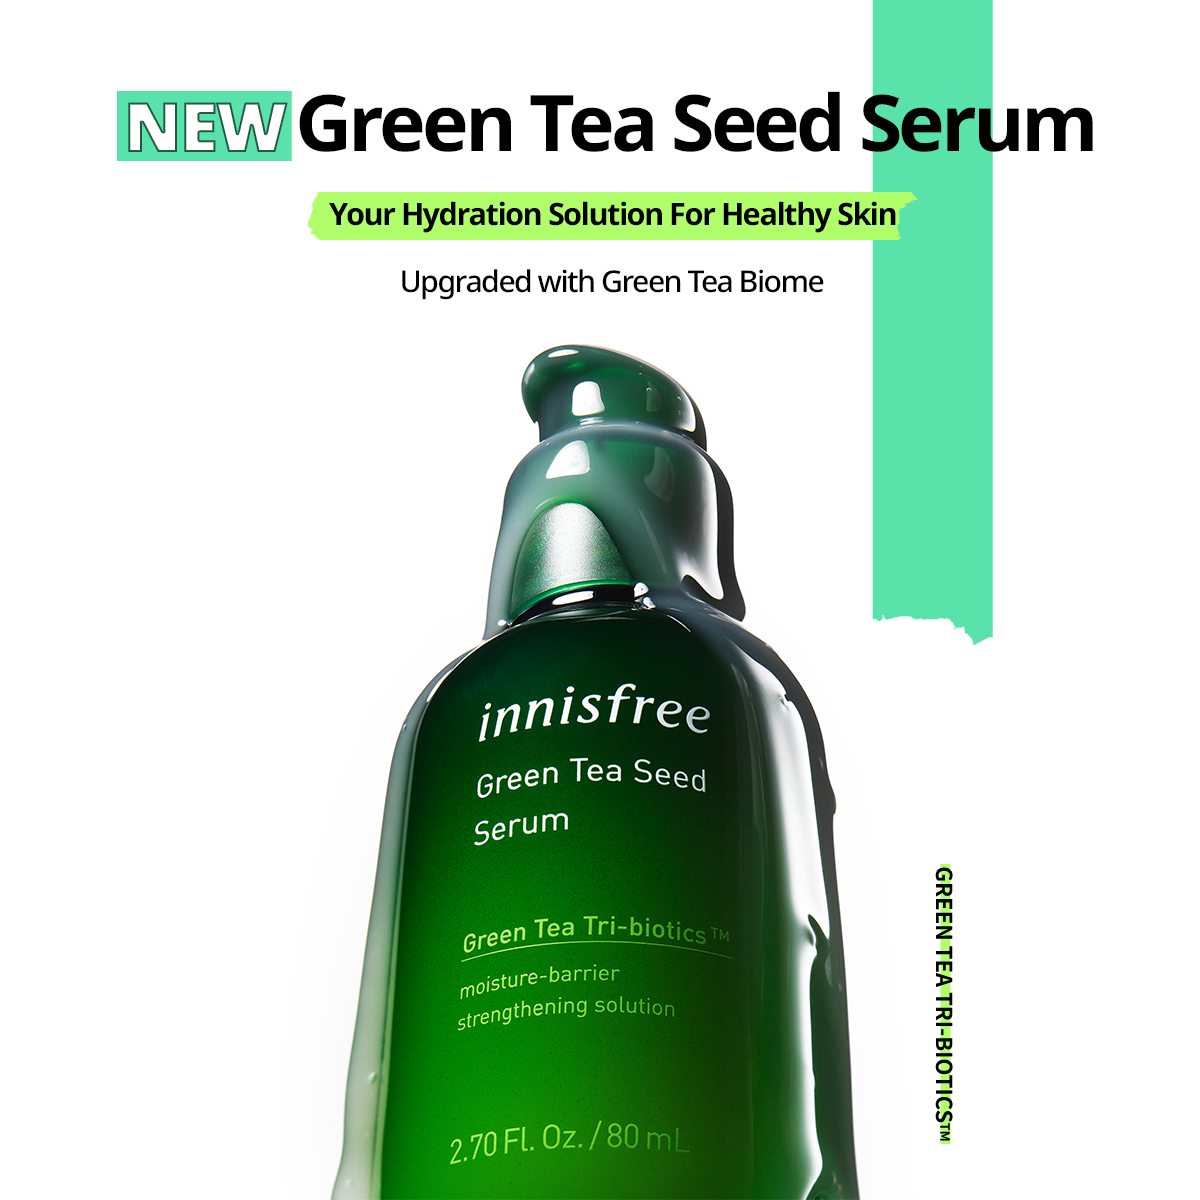 NEW Green Tea Seed Serum
Your Hydration Solution For Healthy Skin
Upgraded with Green Tea Biome
innisfree
Green Tea Seed
Serum
Green Tea Tri-biotics™
moisture-barrier
strengthening solution
2.70 Fl. Oz. / 80 mL
GREEN TEA TRI-BIOTICS™